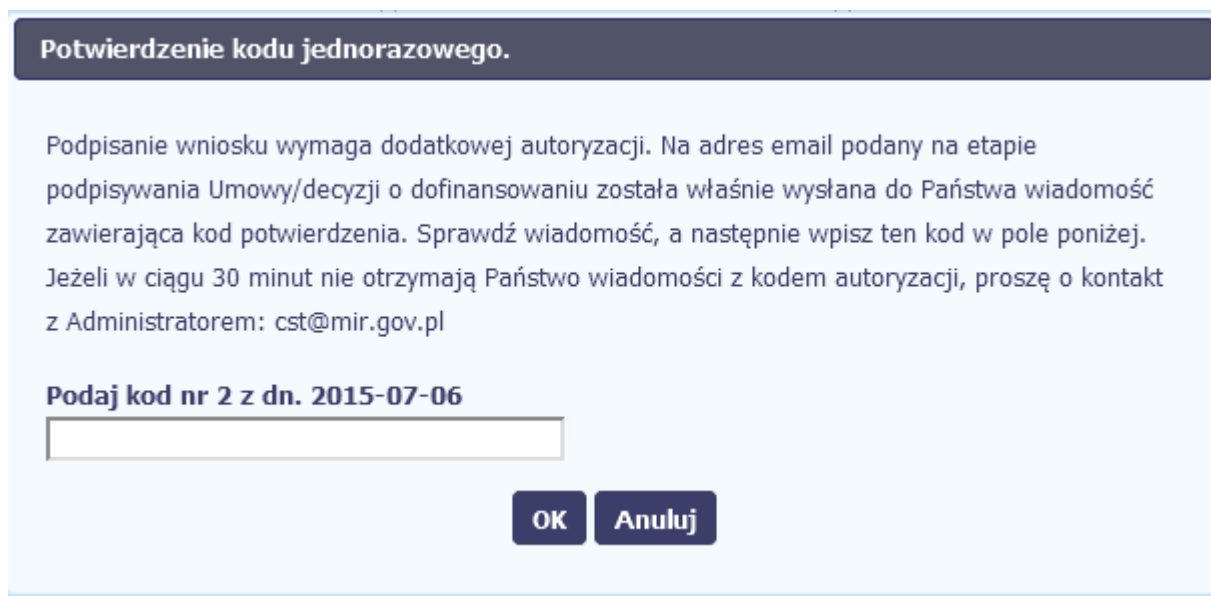 Potwierdzenie kodu jednorazowego.
Podpisanie wniosku wymaga dodatkowej autoryzacji. Na adres email podany na etapie
podpisywania Umowy/decyzji o dofinansowaniu została właśnie wysłana do Państwa wiadomość
zawierająca kod potwierdzenia. Sprawdź wiadomość, a następnie wpisz ten kod w pole poniżej.
Jeżeli w ciągu 30 minut nie otrzymają Państwo wiadomości z kodem autoryzacji, proszę o kontakt
z Administratorem: cst@mir.gov.pl
Podaj kod nr 2 z dn. 2015-07-06
OK Anuluj